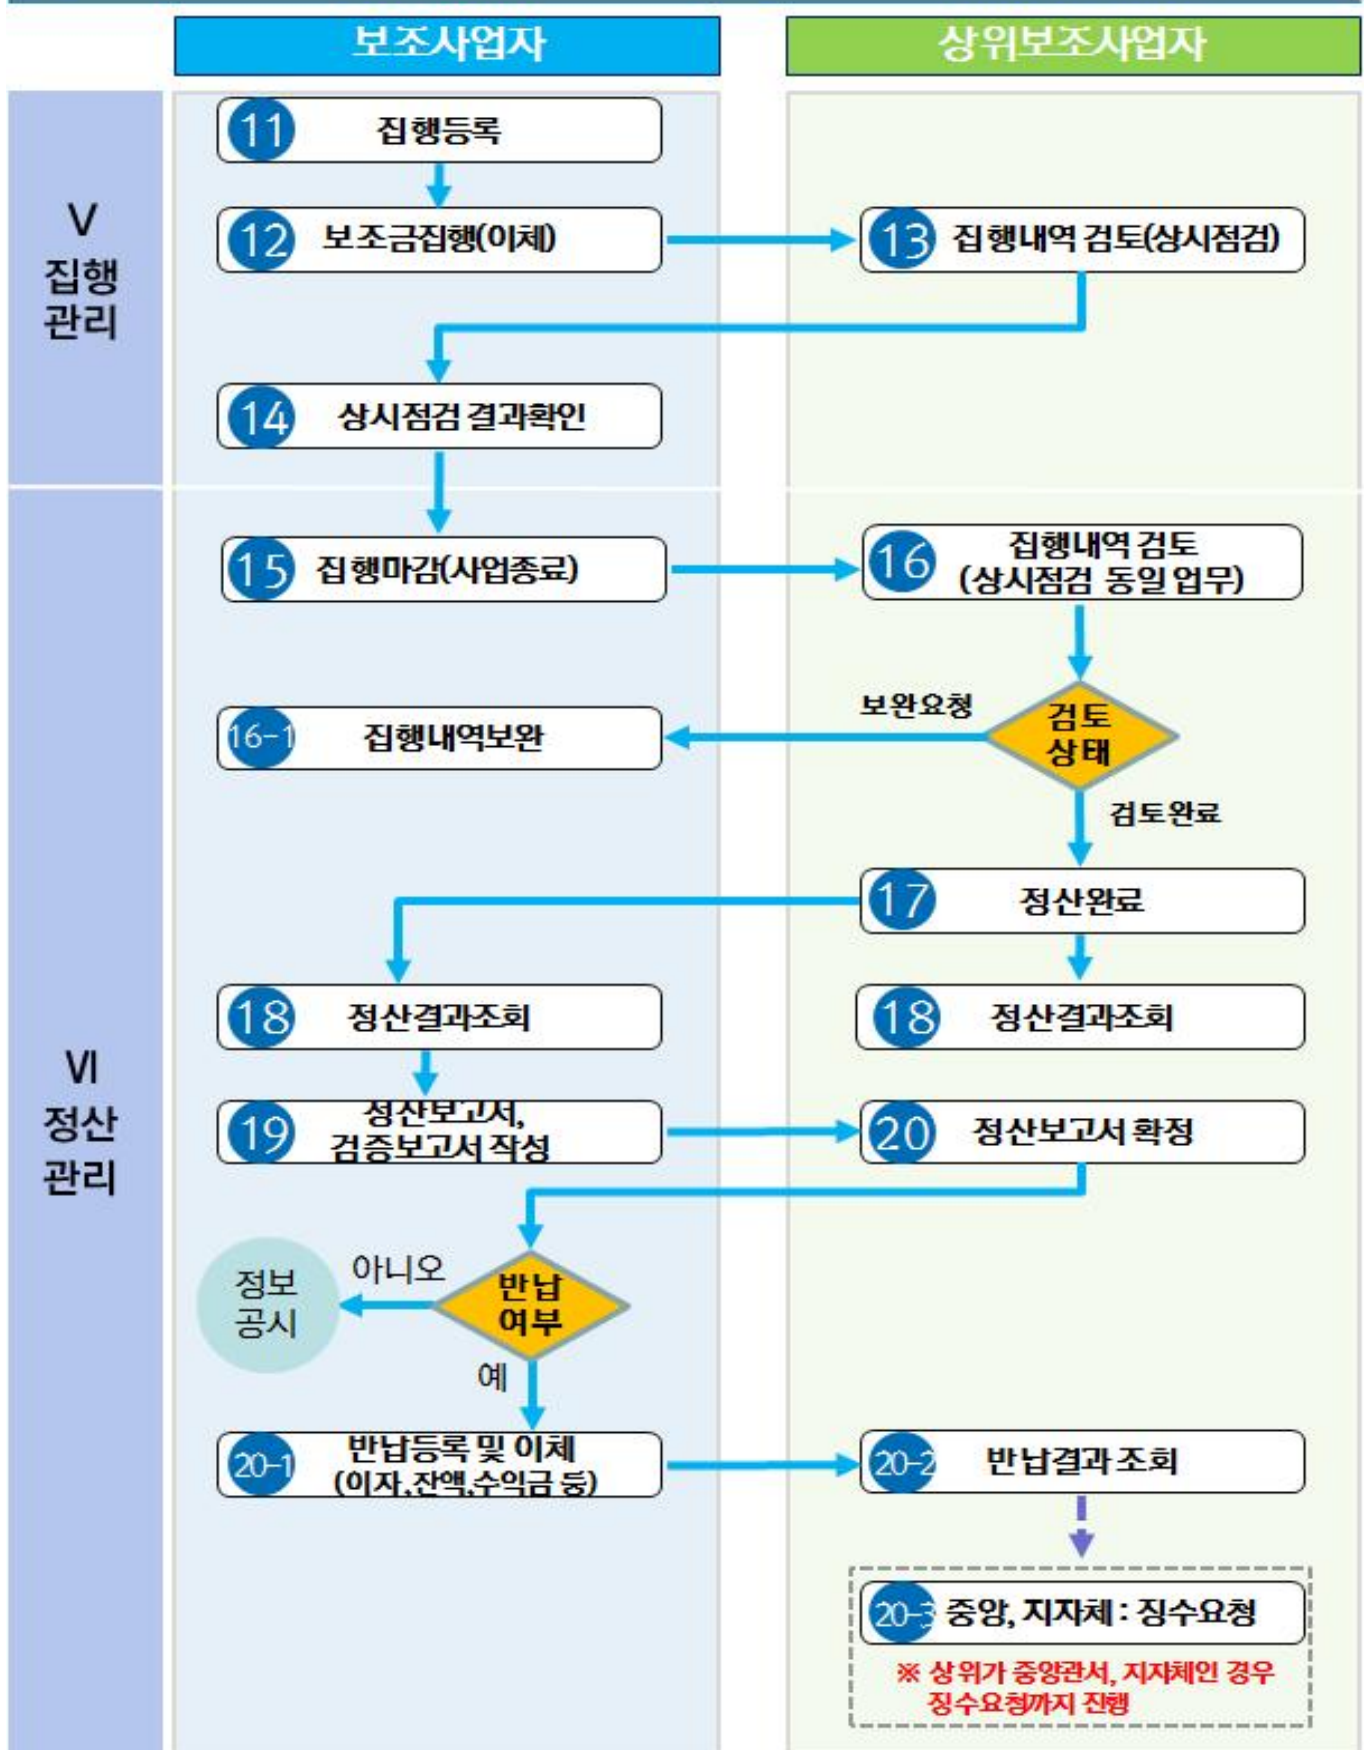 보조사업자
상위보조사업자
Ⅴ
집행
관리
11 집행등록
12 보조금집행(이체)
13 집행내역 검토(상시점검)
14 상시점검 결과확인
Ⅵ
정산
관리
15 집행마감(사업종료)
16 집행내역 검토
(상시점검 동일 업무)
검토
상태
보완요청
16-1 집행내역보완
검토완료
17 정산완료
18 정산결과조회
18 정산결과조회
19 정산보고서,
검증보고서 작성
20 정산보고서 확정
반납
여부
아니오
정보
공시
예
20-1 반납등록 및 이체
(이자,잔액,수익금 등)
20-2 반납결과 조회
20-3 중앙, 지자체 : 징수요청
※ 상위가 중앙관서, 지자체인 경우
징수요청까지 진행